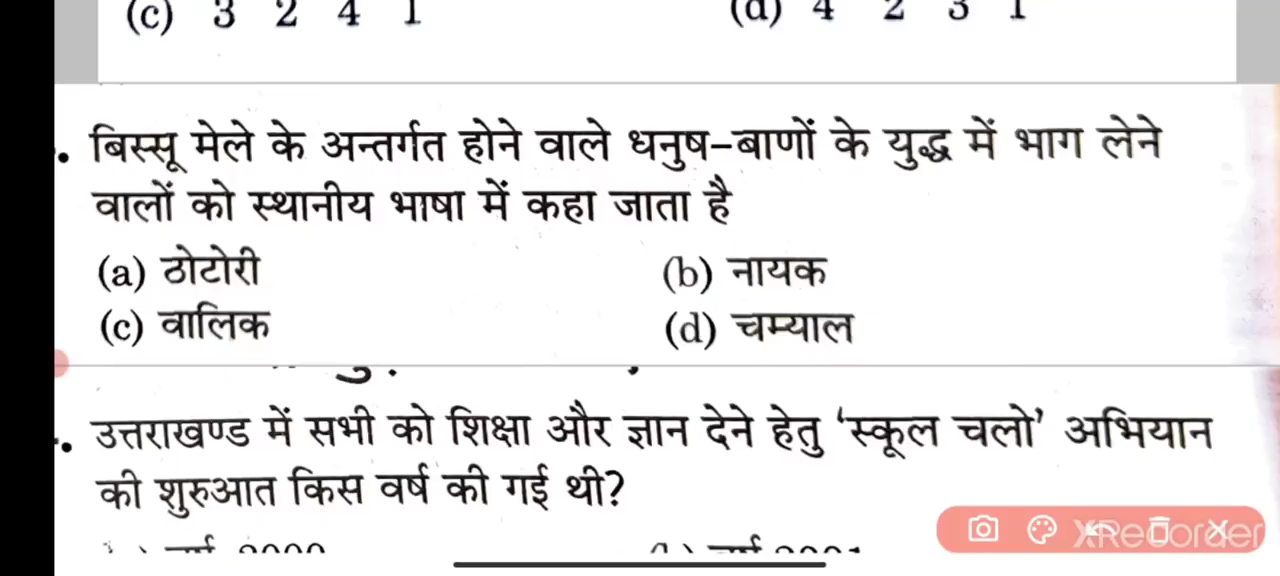 (c) 3 2 4 1 (d) 4 2 3 1
. बिस्सू मेले के अन्तर्गत होने वाले धनुष-बाणों के युद्ध में भाग लेने
वालों को स्थानीय भाषा में कहा जाता है
(a) ठोटोरी (b) नायक
(c) वालिक (d) चम्याल
. उत्तराखण्ड में सभी को शिक्षा और ज्ञान देने हेतु 'स्कूल चलो' अभियान
की शुरुआत किस वर्ष की गई थी?
XRecorder